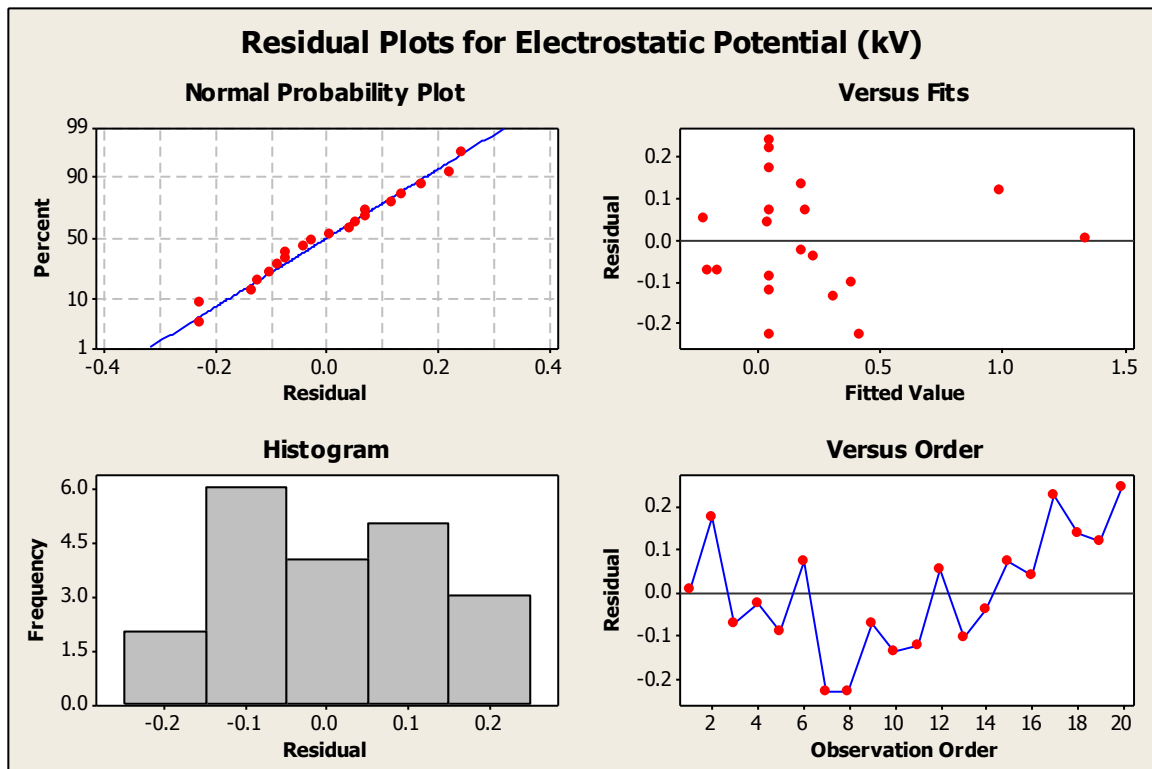 Residual Plots for Electrostatic Potential (kV)
Normal Probability Plot
99
90
50
10
1
Percent
-0.4 -0.2 0.0 0.2 0.4
Residual
Versus Fits
0.2
0.1
0.0
-0.1
-0.2
Residual
0.0 0.5 1.0 1.5
Fitted Value
Histogram
6.0
4.5
3.0
1.5
0.0
Frequency
-0.2 -0.1 0.0 0.1 0.2
Residual
Versus Order
0.2
0.1
0.0
-0.1
-0.2
Residual
2 4 6 8 10 12 14 16 18 20
Observation Order